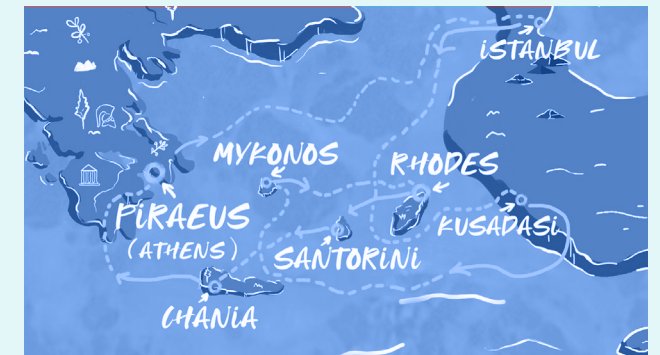 iSTANBUL
MYKONOS
RHODES
PiRAEUS
(ATHENS)
KUSADASi
SANTORiNi
CHANiA